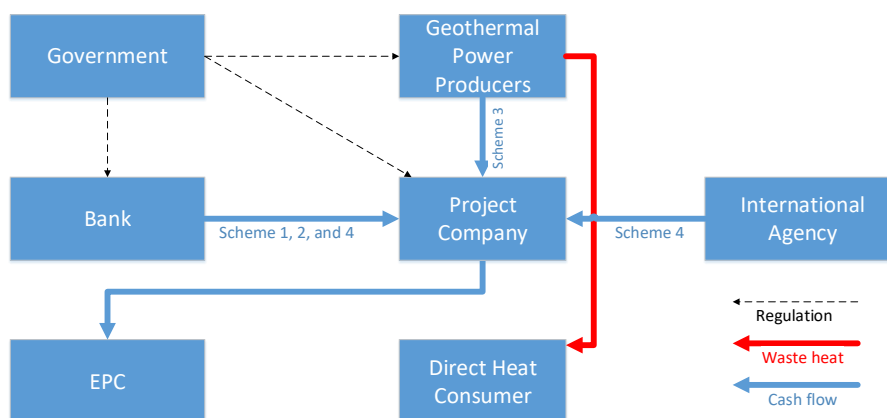 Government
Geothermal
Power
Producers
Scheme 3
Bank
Scheme 1, 2, and 4
Project
Company
Scheme 4
International
Agency
Regulation
EPC
Direct Heat
Consumer
Waste heat
Cash flow